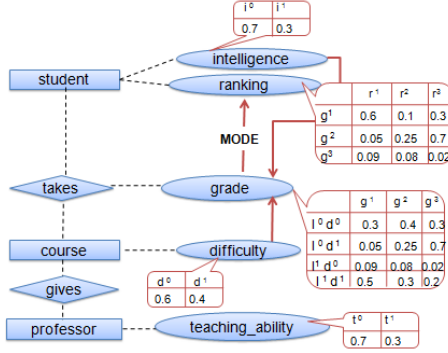 i⁰ i¹
0.7 0.3
intelligence
student
ranking
r¹ r² r³
g¹ 0.6 0.1 0.3
g² 0.05 0.25 0.7
g³ 0.09 0.08 0.02
MODE
takes
grade
g¹ g² g³
I⁰ d⁰ 0.3 0.4 0.3
I⁰ d¹ 0.05 0.25 0.7
I¹ d⁰ 0.09 0.08 0.02
I¹ d¹ 0.5 0.3 0.2
course
difficulty
d⁰ d¹
0.6 0.4
gives
professor
teaching_ability
t⁰ t¹
0.7 0.3